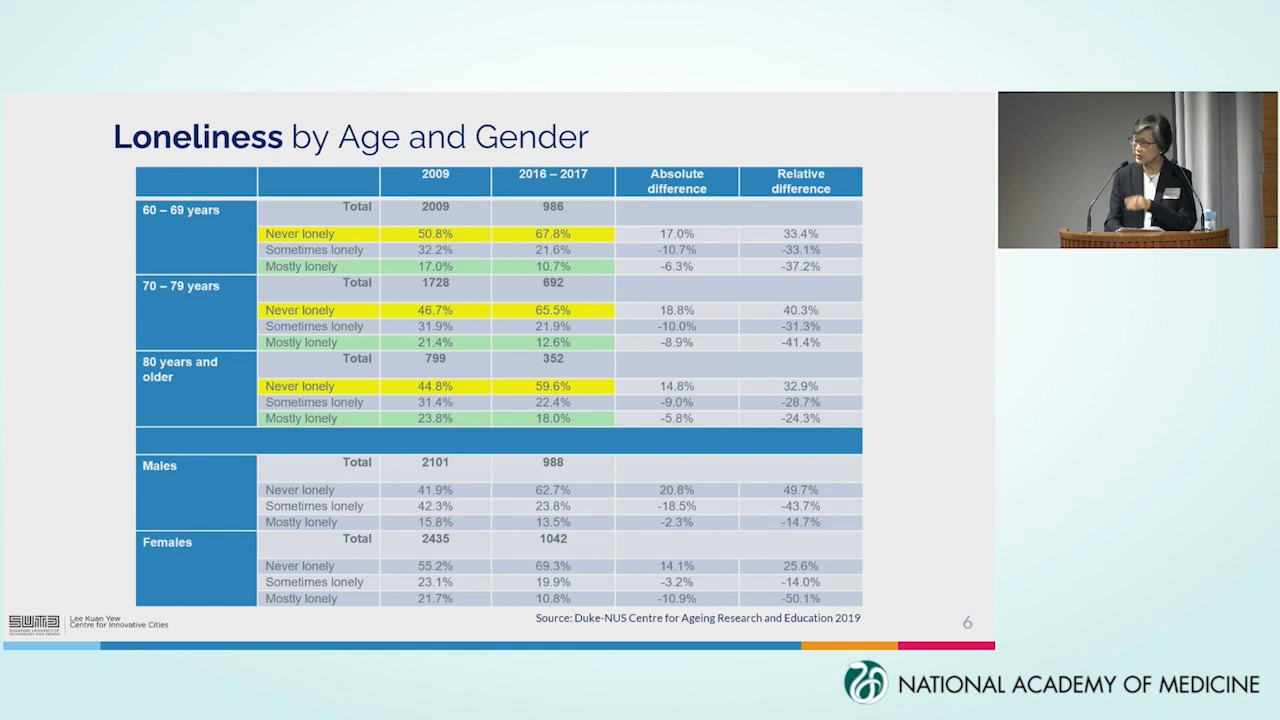 Loneliness by Age and Gender
2009 2016 – 2017 Absolute difference Relative difference
60 – 69 years Total 2009 986
Never lonely 50.8% 67.8% 17.0% 33.4%
Sometimes lonely 32.2% 21.6% -10.7% -33.1%
Mostly lonely 17.0% 10.7% -6.3% -37.2%
70 – 79 years Total 1728 692
Never lonely 46.7% 65.5% 18.8% 40.3%
Sometimes lonely 31.9% 21.9% -10.0% -31.3%
Mostly lonely 21.4% 12.6% -8.9% -41.4%
80 years and older Total 799 352
Never lonely 44.8% 59.6% 14.8% 32.9%
Sometimes lonely 31.4% 22.4% -9.0% -28.7%
Mostly lonely 23.8% 18.0% -5.8% -24.3%
Males Total 2101 988
Never lonely 41.9% 62.7% 20.8% 49.7%
Sometimes lonely 42.3% 23.8% -18.5% -43.7%
Mostly lonely 15.8% 13.5% -2.3% -14.7%
Females Total 2435 1042
Never lonely 55.2% 69.3% 14.1% 25.6%
Sometimes lonely 23.1% 19.9% -3.2% -14.0%
Mostly lonely 21.7% 10.8% -10.9% -50.1%
Source: Duke-NUS Centre for Ageing Research and Education 2019
SUTD
SINGAPORE UNIVERSITY OF
TECHNOLOGY AND DESIGN
Lee Kuan Yew
Centre for Innovative Cities
6
NATIONAL ACADEMY OF MEDICINE